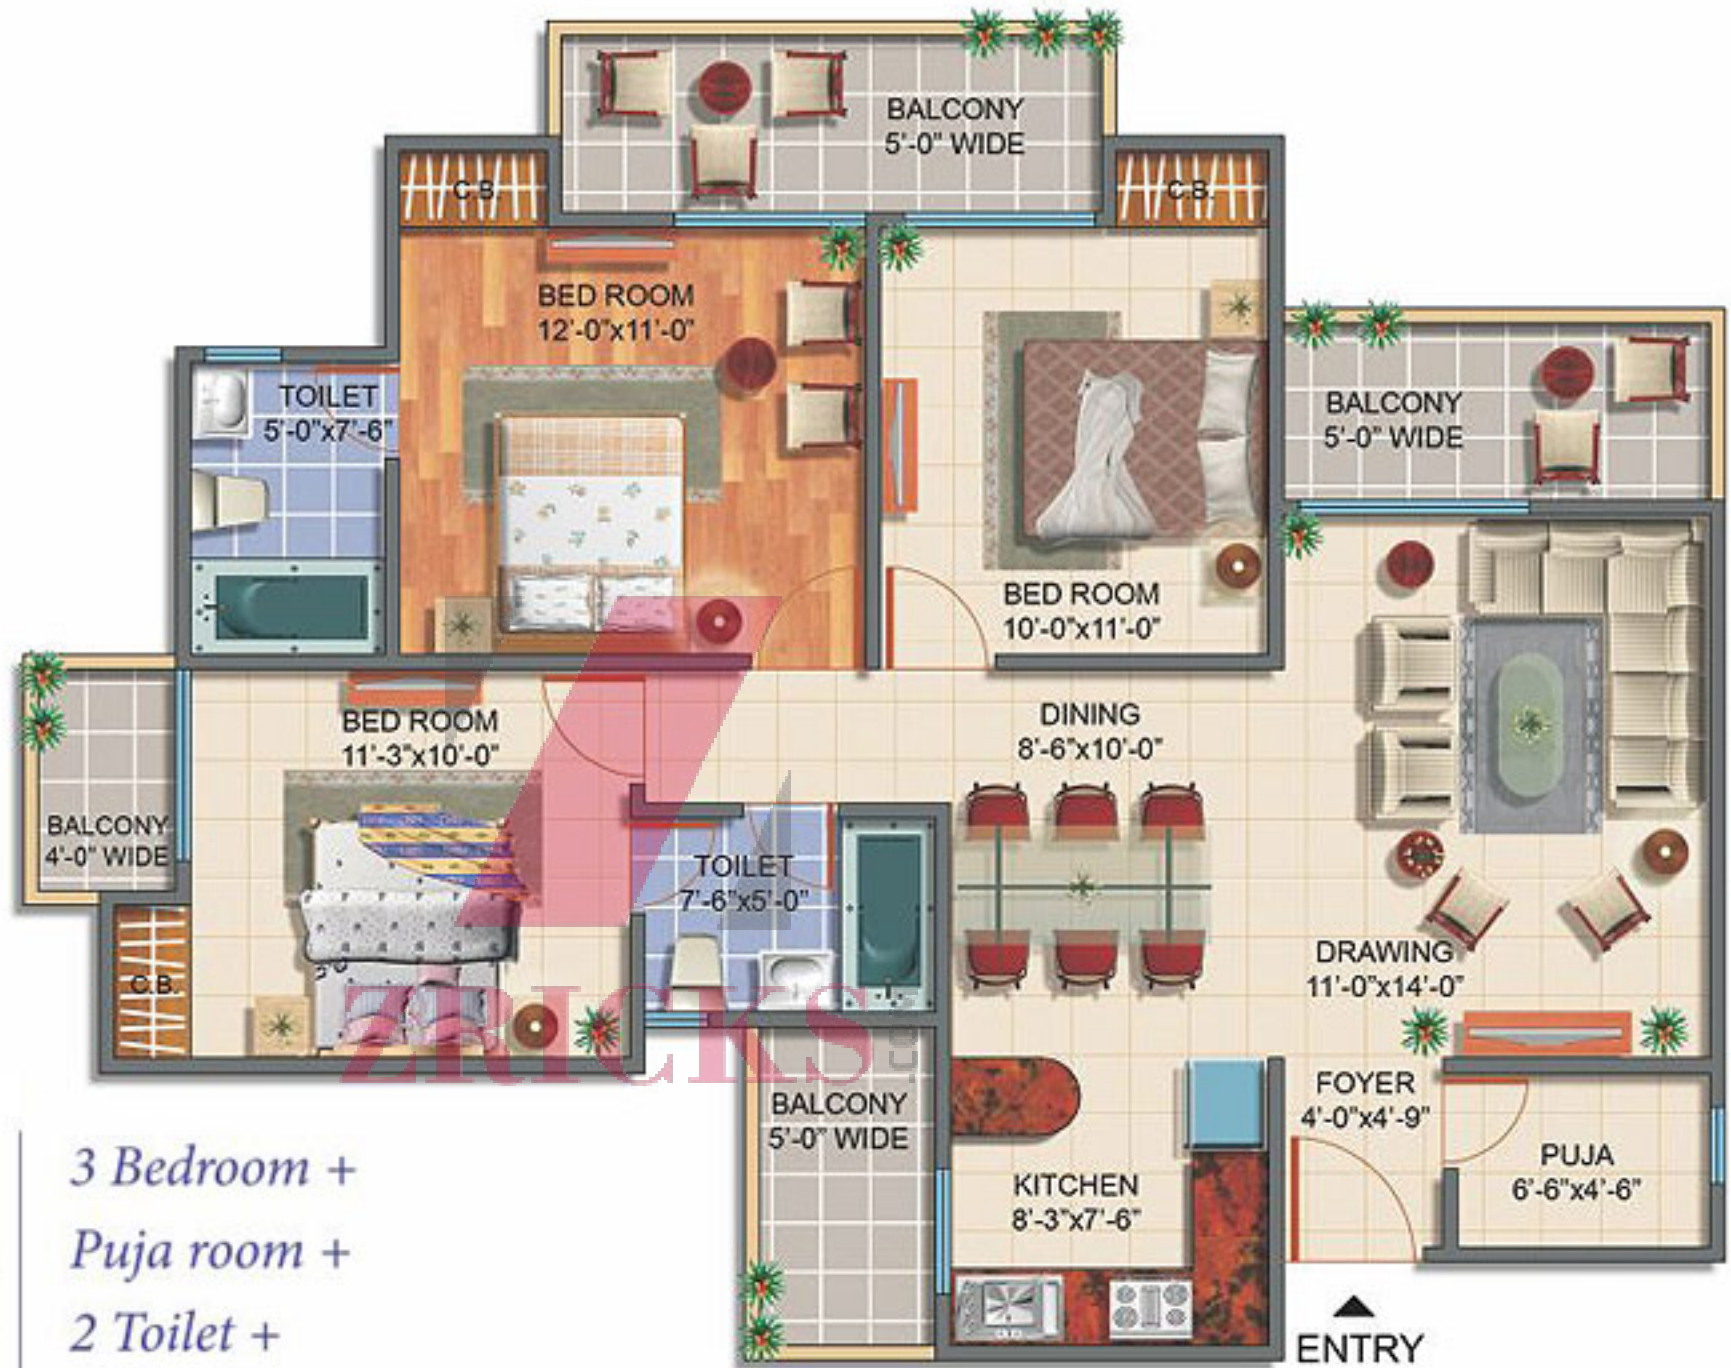 BALCONY
5'-0" WIDE
C.B.
C.B.
BED ROOM
12'-0"x11'-0"
TOILET
5'-0"x7'-6"
BALCONY
5'-0" WIDE
BED ROOM
10'-0"x11'-0"
BED ROOM
11'-3"x10'-0"
DINING
8'-6"x10'-0"
BALCONY
4'-0" WIDE
TOILET
7'-6"x5'-0"
C.B.
DRAWING
11'-0"x14'-0"
ZRICKS.com
BALCONY
5'-0" WIDE
FOYER
4'-0"x4'-9"
PUJA
6'-6"x4'-6"
KITCHEN
8'-3"x7'-6"
ENTRY
3 Bedroom +
Puja room +
2 Toilet +